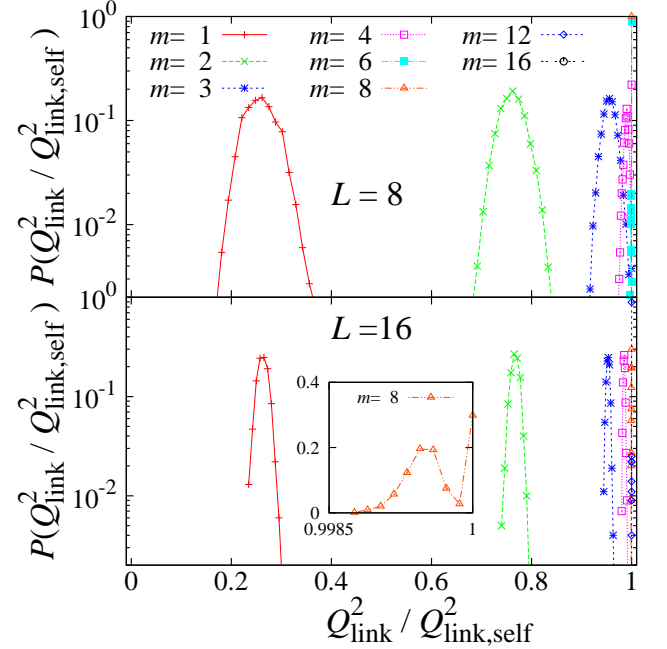 m= 1 m= 4 m= 12
m= 2 m= 6 m= 16
m= 3 m= 8
10^0
10^-1
10^-2
P(Q^2_link / Q^2_link,self)
L = 8
10^0
10^-1
10^-2
P(Q^2_link / Q^2_link,self)
L =16
0.4
0.2
0
m= 8
0.9985 1
0 0.2 0.4 0.6 0.8 1
Q^2_link / Q^2_link,self